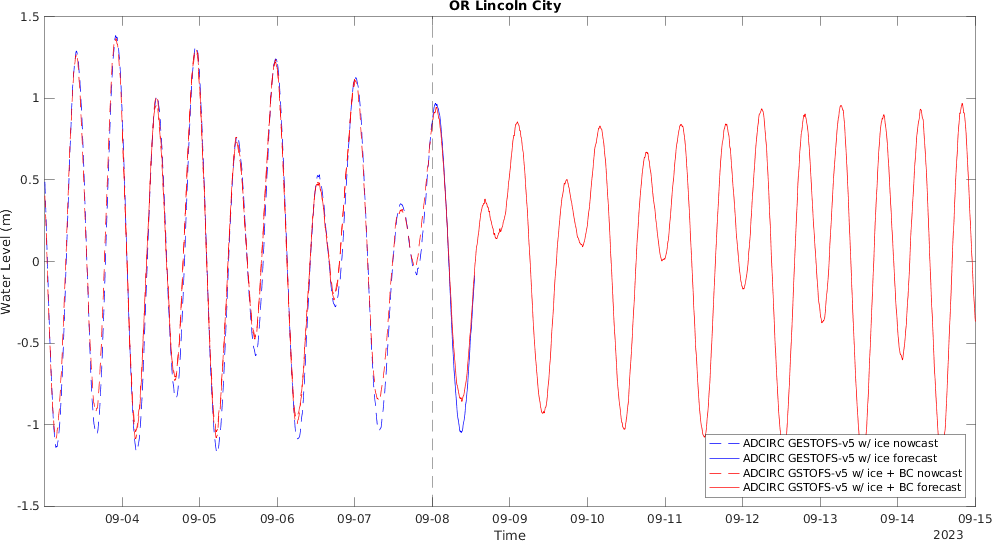 OR Lincoln City
1.5
1
0.5
0
-0.5
-1
-1.5
Water Level (m)
ADCIRC GESTOFS-v5 w/ ice nowcast
ADCIRC GESTOFS-v5 w/ ice forecast
ADCIRC GSTOFS-v5 w/ ice + BC nowcast
ADCIRC GSTOFS-v5 w/ ice + BC forecast
09-04 09-05 09-06 09-07 09-08 09-09 09-10 09-11 09-12 09-13 09-14 09-15
Time
2023